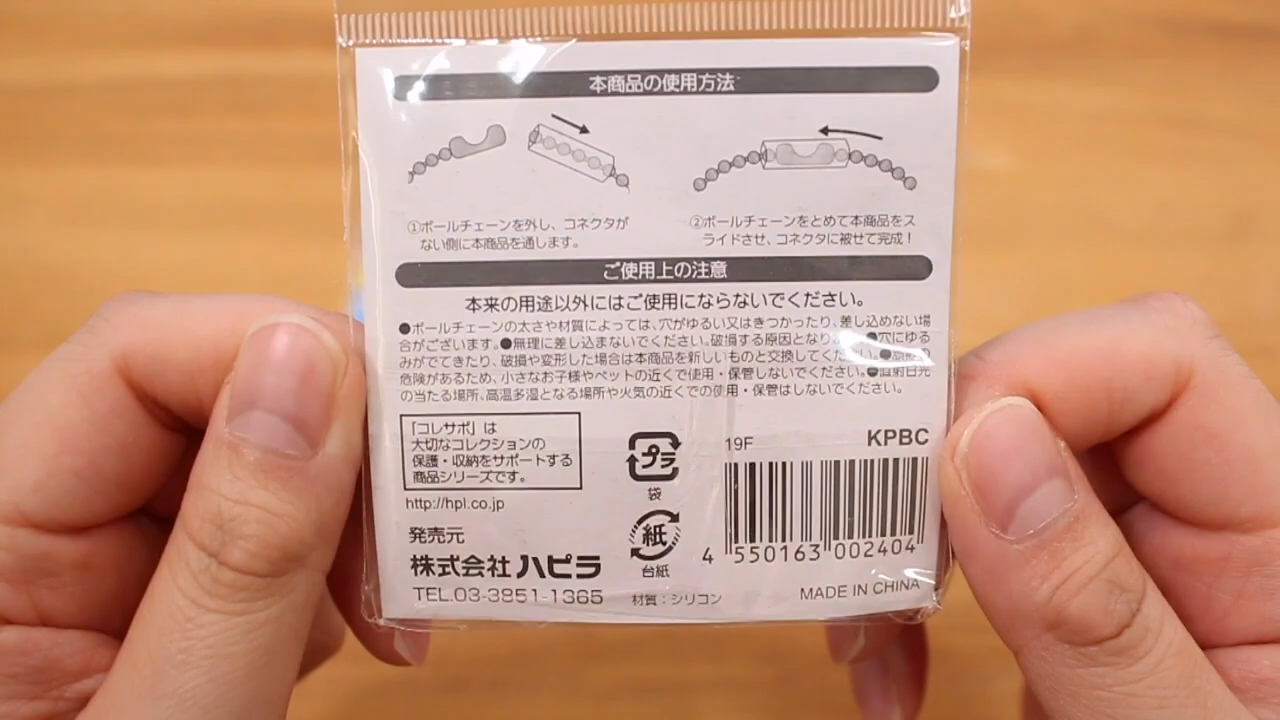 本商品の使用方法
①ボールチェーンを外し、コネクタが
ない側に本商品を通します。
②ボールチェーンをとめて本商品をス
ライドさせ、コネクタに被せて完成！
ご使用上の注意
本来の用途以外にはご使用にならないでください。
●ボールチェーンの太さや材質によっては、穴がゆるい又はきつかったり、差し込めない場
合がございます。●無理に差し込まないでください。破損する原因となり ●穴にゆる
みがでてきたり、破損や変形した場合は本商品を新しいものと交換してください。●
危険があるため、小さなお子様やペットの近くで使用・保管しないでください。●直射日光
の当たる場所、高温多湿となる場所や火気の近くでの使用・保管はしないでください。
「コレサポ」は
大切なコレクションの
保護・収納をサポートする
商品シリーズです。
http://hpl.co.jp
発売元
株式会社ハピラ
TEL.03-3851-1365
プラ
袋
紙
台紙
材質：シリコン
19F
KPBC
4 550163 002404
MADE IN CHINA